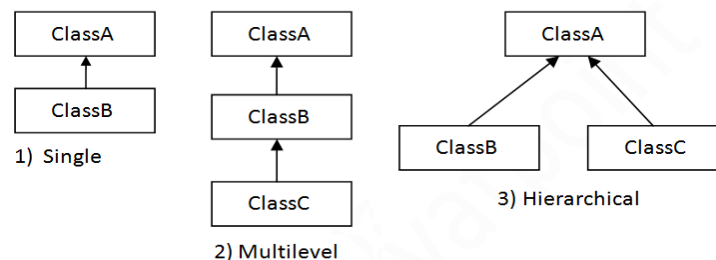 ClassA
ClassB
1) Single
ClassA
ClassB
ClassC
2) Multilevel
ClassA
ClassB
ClassC
3) Hierarchical